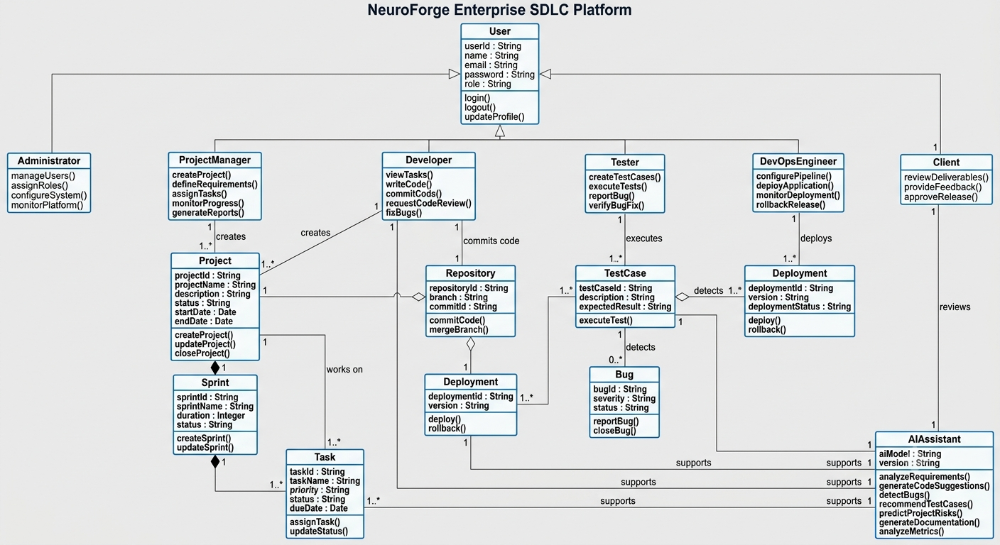 NeuroForge Enterprise SDLC Platform
User
userId : String
name : String
email : String
password : String
role : String
login()
logout()
updateProfile()
Administrator
manageUsers()
assignRoles()
configureSystem()
monitorPlatform()
ProjectManager
createProject()
defineRequirements()
assignTasks()
monitorProgress()
generateReports()
Developer
viewTasks()
writeCode()
commitCods()
requestCodeReview()
fixBugs()
Tester
createTestCases()
executeTests()
reportBug()
verifyBugFix()
DevOpsEngineer
configurePipeline()
deployApplication()
monitorDeployment()
rollbackRelease()
1
Client
reviewDeliverables()
provideFeedback()
approveRelease()
1
creates
1..*
1
creates
1..*
1
1
commits code
1
1
executes
1..*
1
deploys
1..*
1
reviews
1
Project
projectId : String
projectName : String
description : String
status : String
startDate : Date
endDate : Date
createProject()
updateProject()
closeProject()
1
1
1
works on
1..*
Repository
repositoryId : String
branch : String
commitId : String
commitCode()
mergeBranch()
1
1..*
TestCase
testCaseId : String
description : String
expectedResult : String
executeTest()
detects 1..*
1
1
detects
0..*
Deployment
deploymentId : String
version : String
deploymentStatus : String
deploy()
rollback()
Sprint
sprintId : String
sprintName : String
duration : Integer
status : String
createSprint()
updateSprint()
1
1..*
Deployment
deploymentid : String
version : String
deploy()
rollback()
1..*
1
Bug
bugId : String
severity : String
status : String
reportBug()
closeBug()
Task
taskId : String
taskName : String
priority : String
status : String
dueDate : Date
assignTask()
updateStatus()
1..*
1
supports
supports 1
supports
supports 1
supports
supports 1
AIAssistant
aiModel : String
version : String
analyzeRequirements()
generateCodeSuggestions()
detectBugs()
recommendTestCases()
predictProjectRisks()
generateDocumentation()
analyzeMetrics()